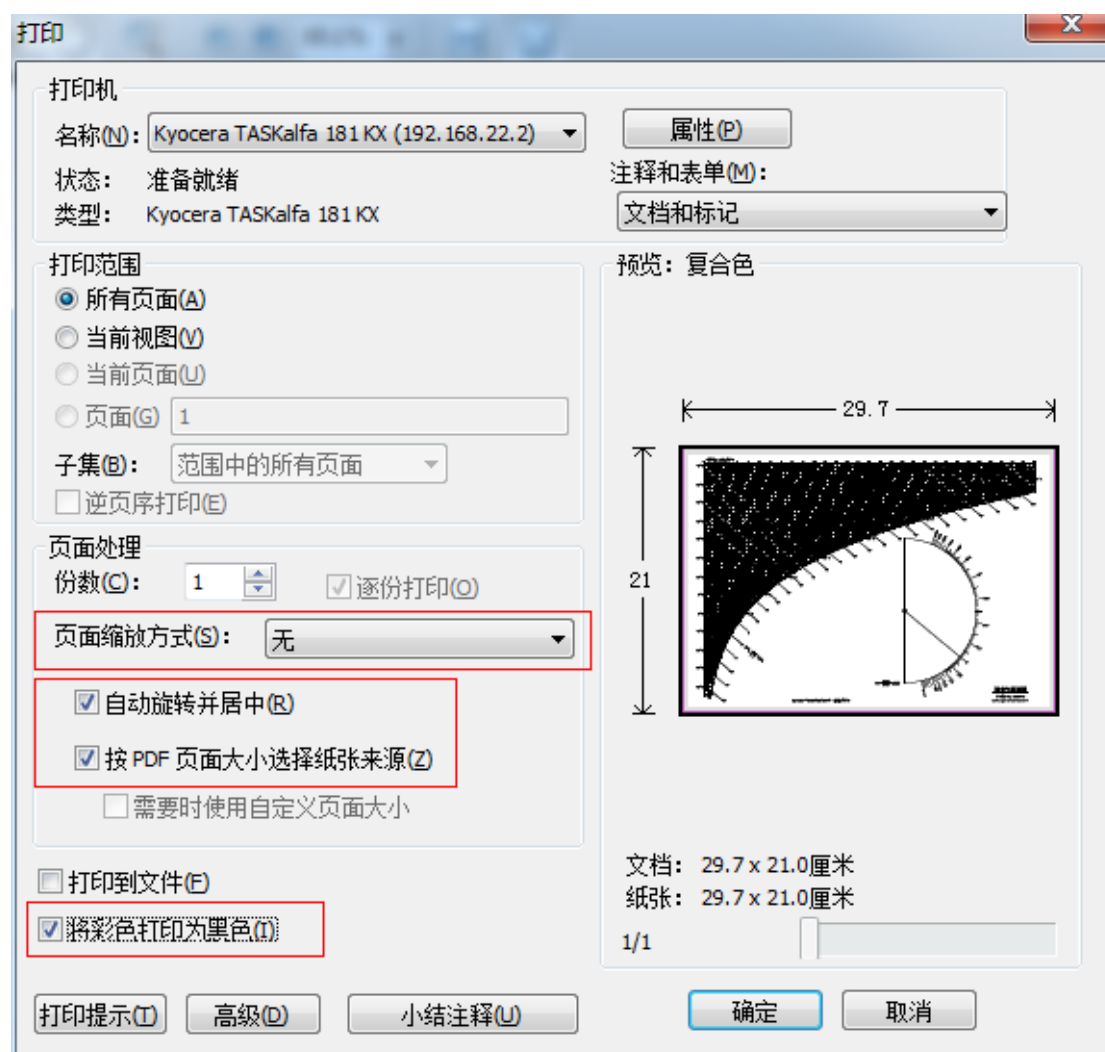 打印
打印机
名称(N): Kyocera TASKalfa 181 KX (192.168.22.2) 属性(P)
状态: 准备就绪 注释和表单(M):
类型: Kyocera TASKalfa 181 KX 文档和标记
打印范围
所有页面(A)
当前视图(V)
当前页面(U)
页面(G) 1
子集(B): 范围中的所有页面
逆页序打印(E)
页面处理
份数(C): 1 逐份打印(O)
页面缩放方式(S): 无
自动旋转并居中(R)
按 PDF 页面大小选择纸张来源(Z)
需要时使用自定义页面大小
打印到文件(F)
将彩色打印为黑色(I)
预览: 复合色
29.7
21
文档: 29.7 x 21.0厘米
纸张: 29.7 x 21.0厘米
1/1
打印提示(T) 高级(D) 小结注释(U) 确定 取消